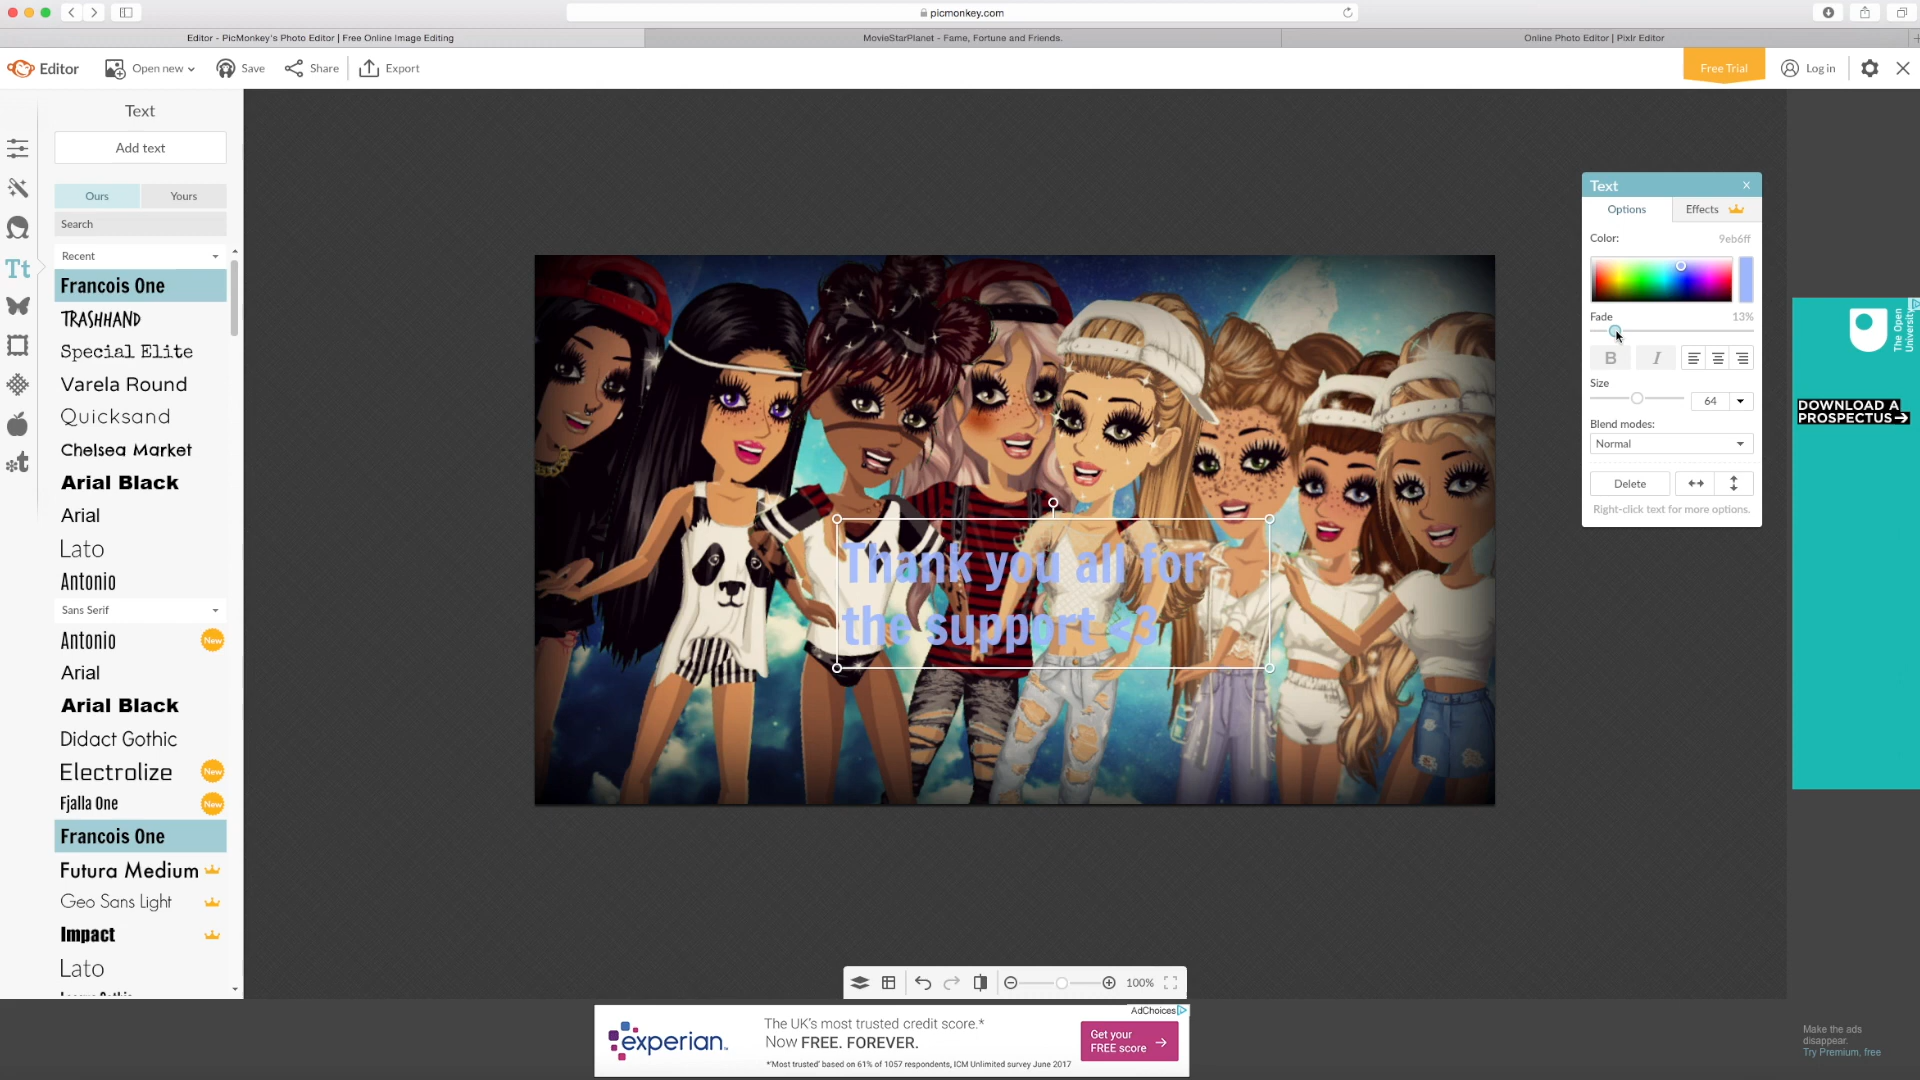 picmonkey.com
Editor - PicMonkey's Photo Editor | Free Online Image Editing
MovieStarPlanet - Fame, Fortune and Friends.
Online Photo Editor | Pixlr Editor
Editor
Open new
Save
Share
Export
Free Trial
Log in
Text
Add text
Ours
Yours
Search
Recent
Francois One
TRASHHAND
Special Elite
Varela Round
Quicksand
Chelsea Market
Arial Black
Arial
Lato
Antonio
Sans Serif
Antonio
New
Arial
Arial Black
Didact Gothic
Electrolize
New
Fjalla One
New
Francois One
Futura Medium
Geo Sans Light
Impact
Lato
Tt
t
Thank you all for
the support <3
Text
x
Options
Effects
Color:
9eb6ff
Fade
13%
B
I
Size
64
Blend modes:
Normal
Delete
Right-click text for more options.
The Open
University
DOWNLOAD A
PROSPECTUS→
100%
AdChoices
experian.
The UK's most trusted credit score.*
Now FREE. FOREVER.
*'Most trusted' based on 61% of 1057 respondents, ICM Unlimited survey June 2017
Get your
FREE score →
Make the ads
disappear.
Try Premium, free